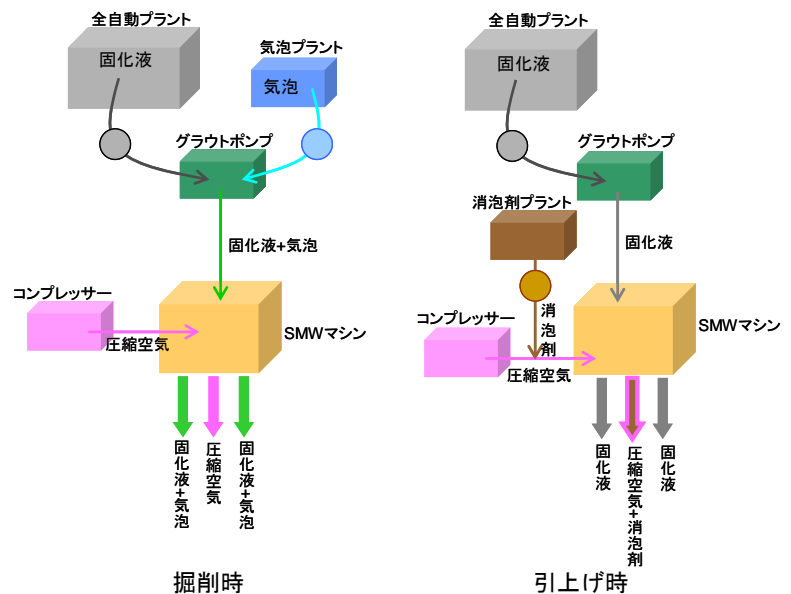 全自動プラント
固化液
気泡プラント
気泡
グラウトポンプ
固化液+気泡
コンプレッサー
圧縮空気
SMWマシン
固化液+気泡
圧縮空気
固化液+気泡
掘削時
全自動プラント
固化液
グラウトポンプ
消泡剤プラント
固化液
消泡剤
コンプレッサー
圧縮空気
SMWマシン
固化液
圧縮空気+消泡剤
固化液
引上げ時